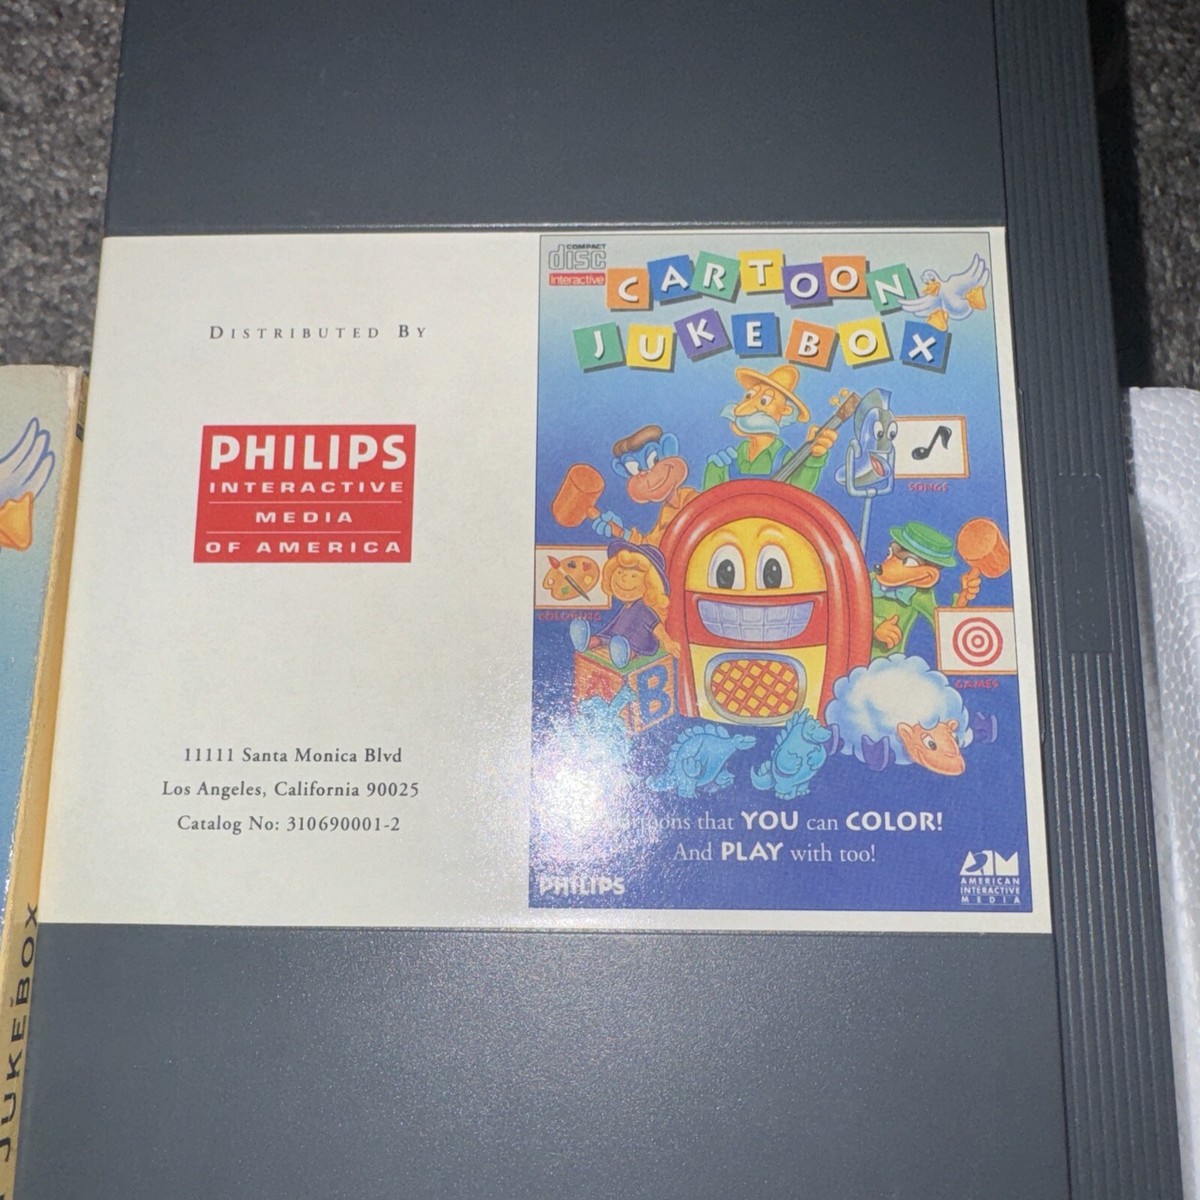 DISTRIBUTED BY
PHILIPS
INTERACTIVE
MEDIA
OF AMERICA
11111 Santa Monica Blvd
Los Angeles, California 90025
Catalog No: 310690001-2
COMPACT
disc
Interactive
CARTOON
JUKEBOX
SONGS
COLORING
GAMES
B
that YOU can COLOR!
And PLAY with too!
PHILIPS
AIM
AMERICAN
INTERACTIVE
MEDIA
JUKEBOX